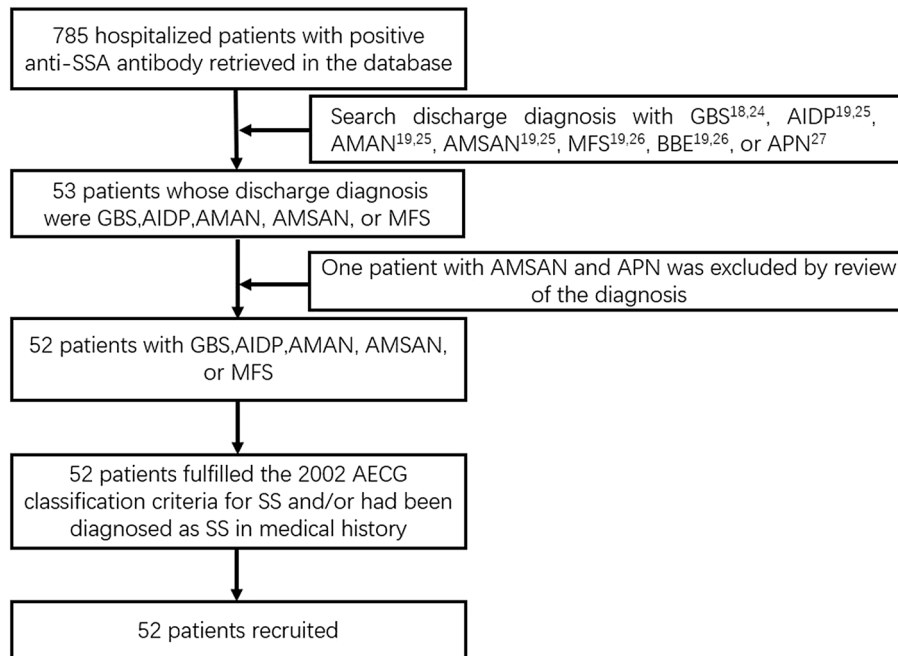 785 hospitalized patients with positive
anti-SSA antibody retrieved in the database
Search discharge diagnosis with GBS18,24, AIDP19,25,
AMAN19,25, AMSAN19,25, MFS19,26, BBE19,26, or APN27
53 patients whose discharge diagnosis
were GBS,AIDP,AMAN, AMSAN, or MFS
One patient with AMSAN and APN was excluded by review
of the diagnosis
52 patients with GBS,AIDP,AMAN, AMSAN,
or MFS
52 patients fulfilled the 2002 AECG
classification criteria for SS and/or had been
diagnosed as SS in medical history
52 patients recruited